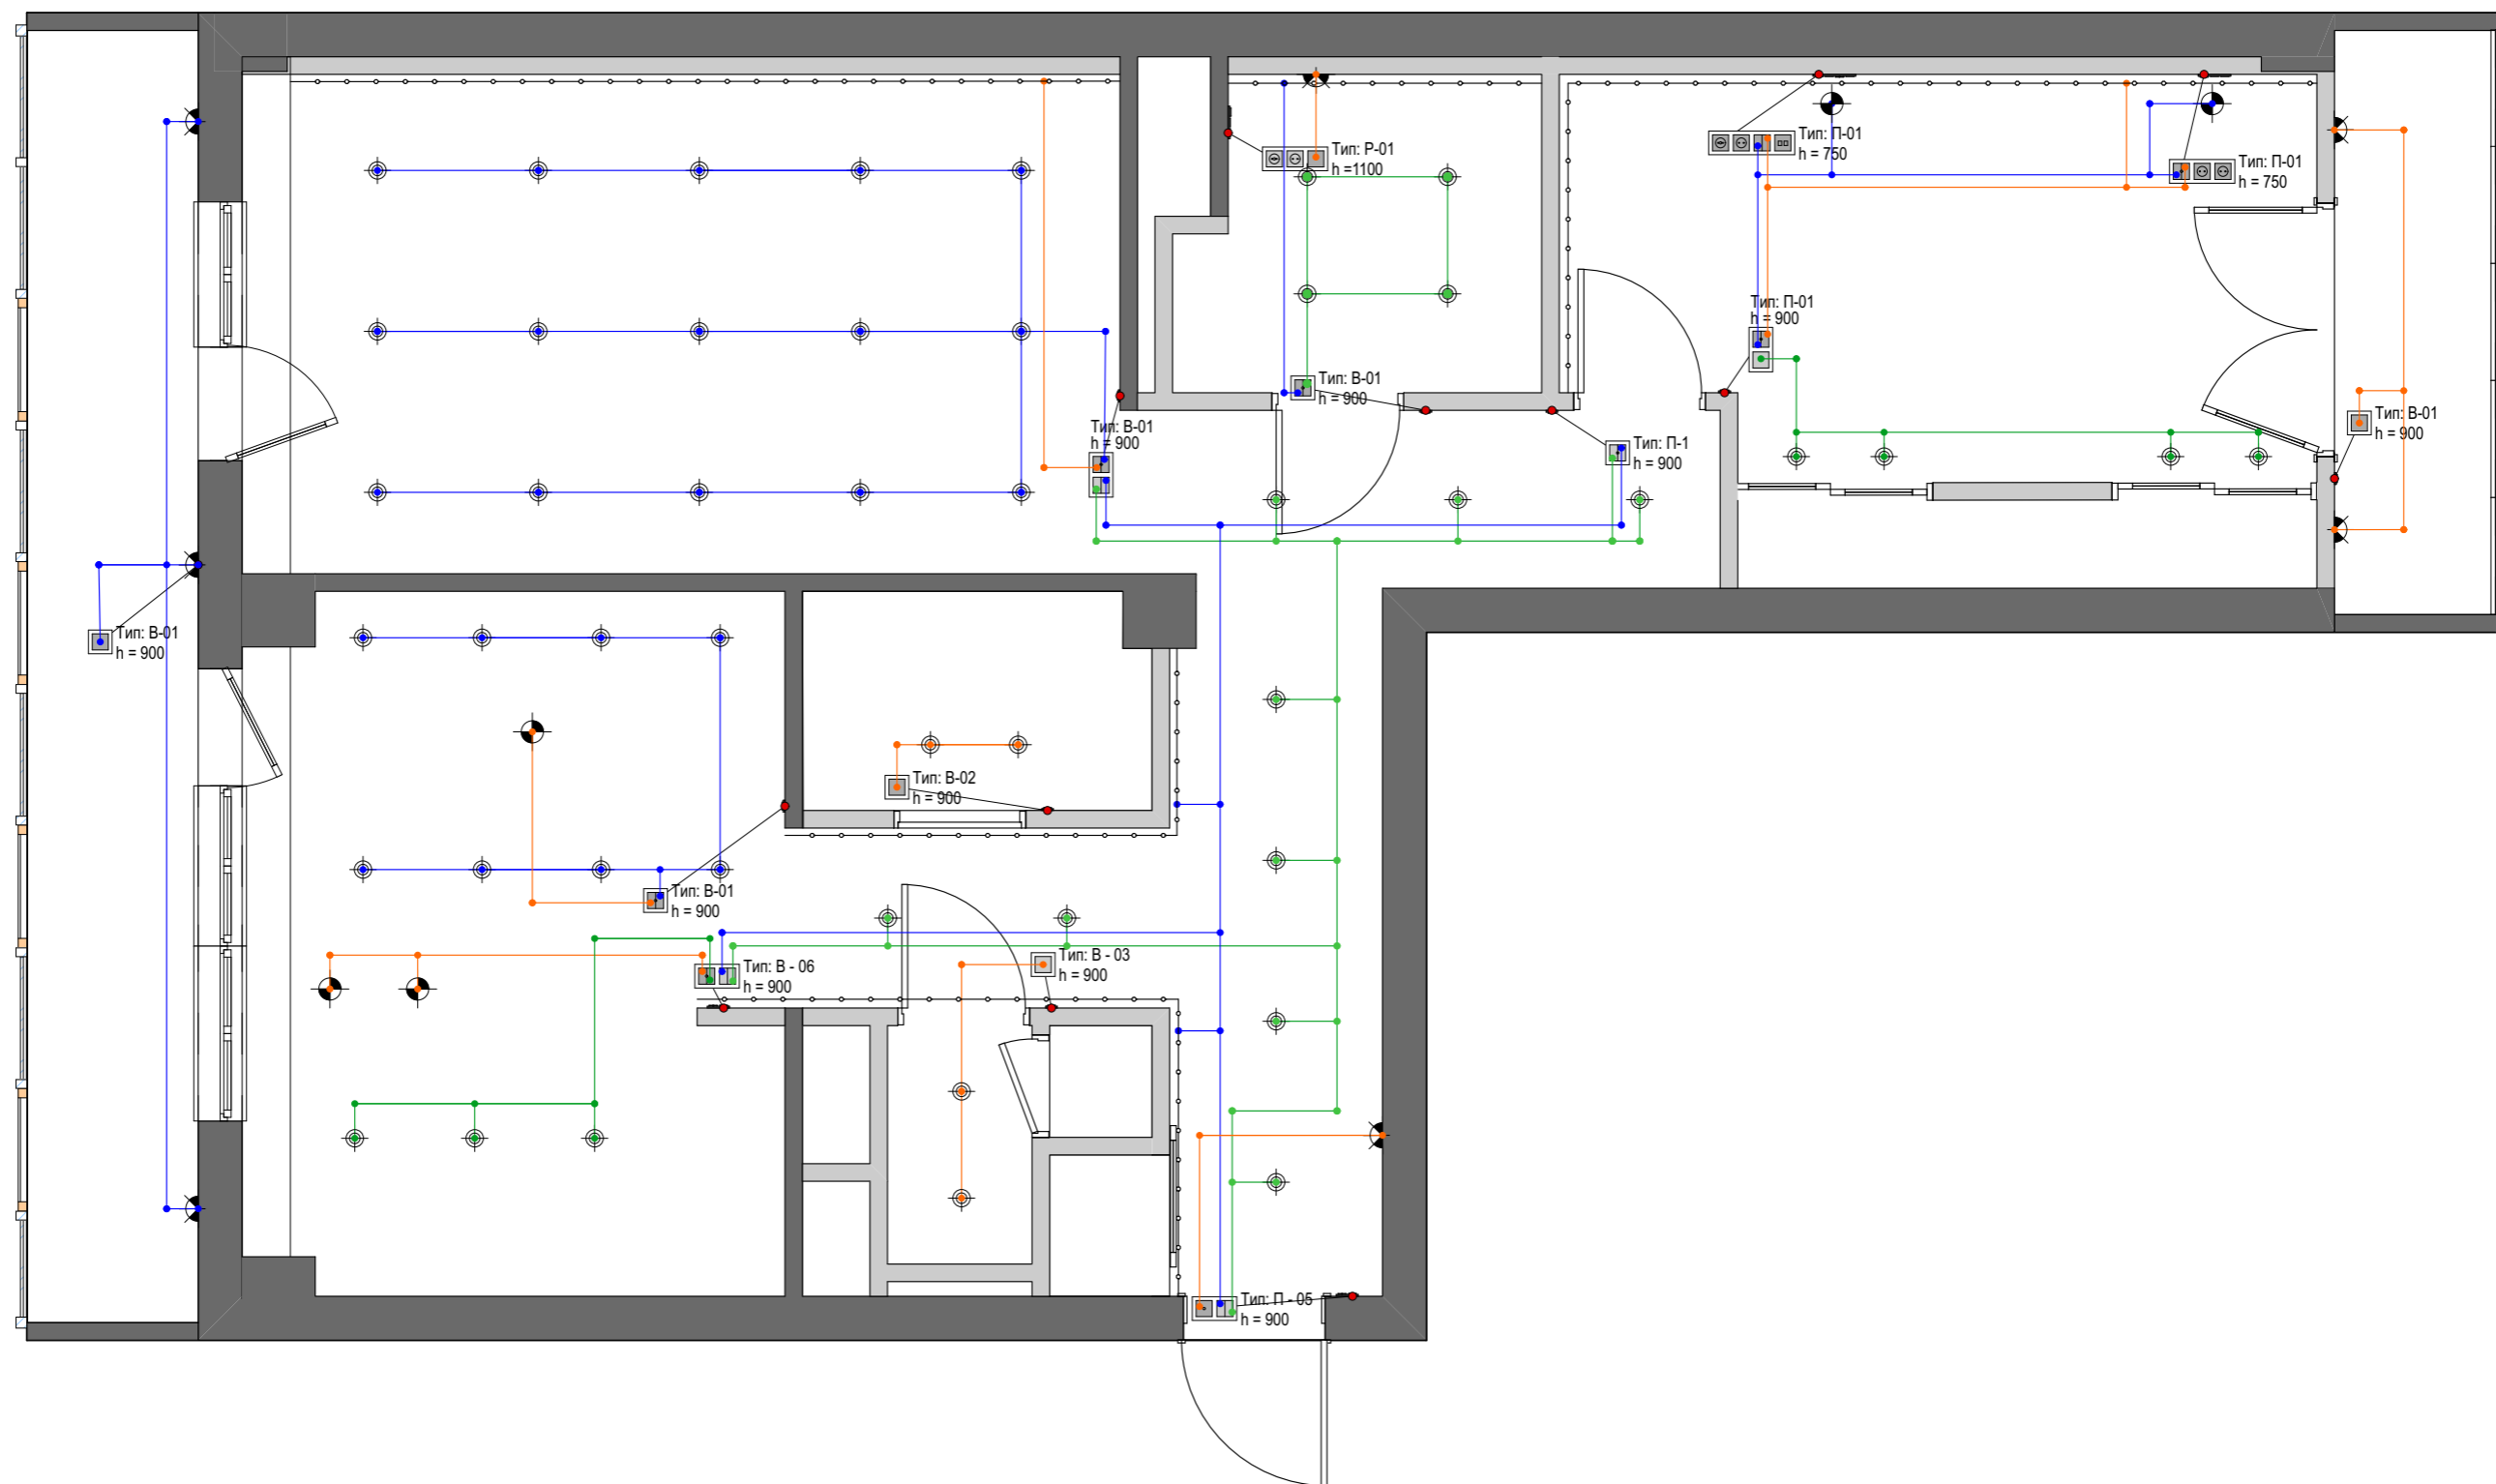 Тип: П-01
h = 750
Тип: Р-01
h =1100
Тип: П-01
h = 750
Тип: П-01
h = 900
Тип: В-01
h = 900
Тип: В-01
h = 900
Тип: В-01
h = 900
Тип: П-1
h = 900
Тип: В-01
h = 900
Тип: В-02
h = 900
Тип: В-01
h = 900
Тип: В - 03
h = 900
Тип: В - 06
h = 900
Тип: П - 05
h = 900